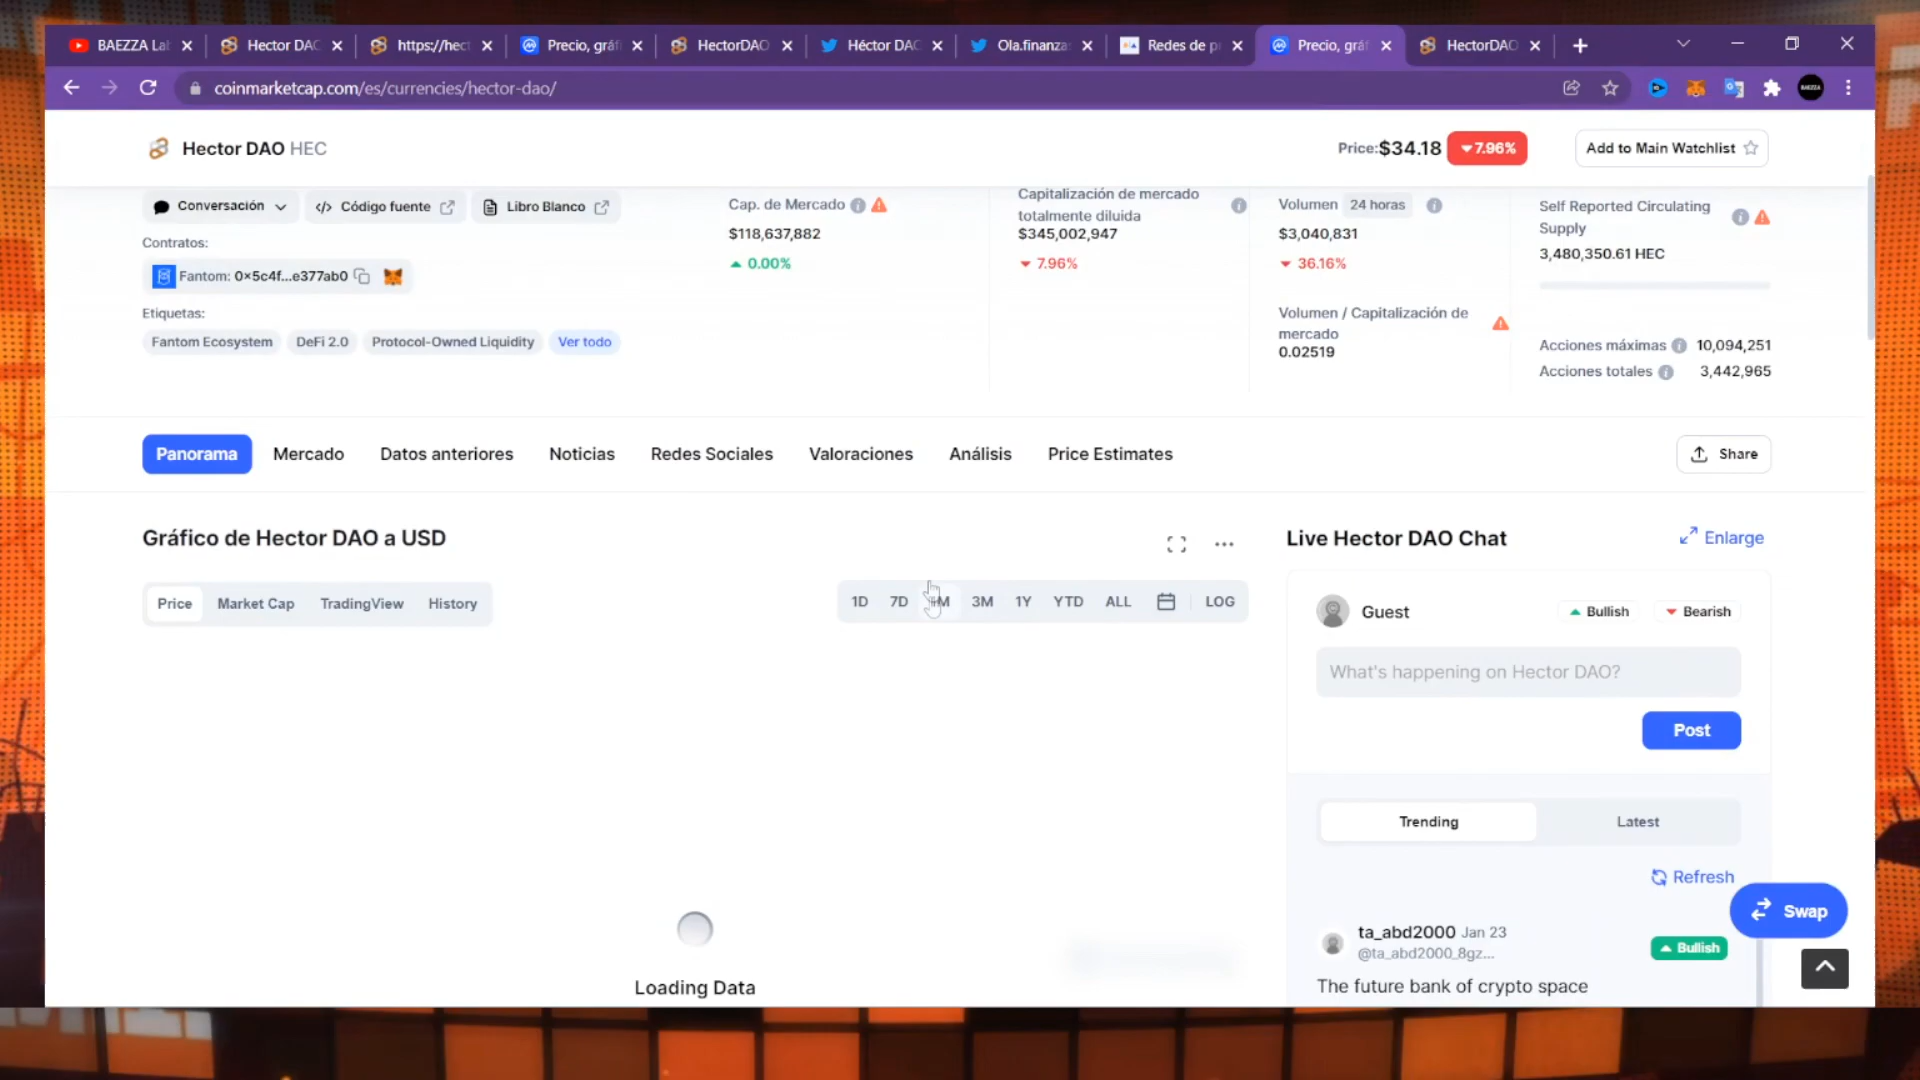 BAEZZA La
Hector DAO
https://hec
Precio, gráf
HectorDAO
Héctor DAO
Ola.finanza
Redes de p
Precio, grá
HectorDAO
coinmarketcap.com/es/currencies/hector-dao/
BAEZZA
Hector DAO HEC
Price:$34.18
7.96%
Add to Main Watchlist
Conversación
</> Código fuente
Libro Blanco
Contratos:
Fantom: 0x5c4f...e377ab0
Etiquetas:
Fantom Ecosystem
DeFi 2.0
Protocol-Owned Liquidity
Ver todo
Cap. de Mercado
$118,637,882
0.00%
Capitalización de mercado
totalmente diluida
$345,002,947
7.96%
Volumen 24 horas
$3,040,831
36.16%
Volumen / Capitalización de
mercado
0.02519
Self Reported Circulating
Supply
3,480,350.61 HEC
Acciones máximas 10,094,251
Acciones totales 3,442,965
Panorama
Mercado
Datos anteriores
Noticias
Redes Sociales
Valoraciones
Análisis
Price Estimates
Share
Gráfico de Hector DAO a USD
Price
Market Cap
TradingView
History
1D
7D
1M
3M
1Y
YTD
ALL
LOG
Loading Data
Live Hector DAO Chat
Enlarge
Guest
Bullish
Bearish
What's happening on Hector DAO?
Post
Trending
Latest
Refresh
Swap
ta_abd2000 Jan 23
@ta_abd2000_8gz...
Bullish
The future bank of crypto space